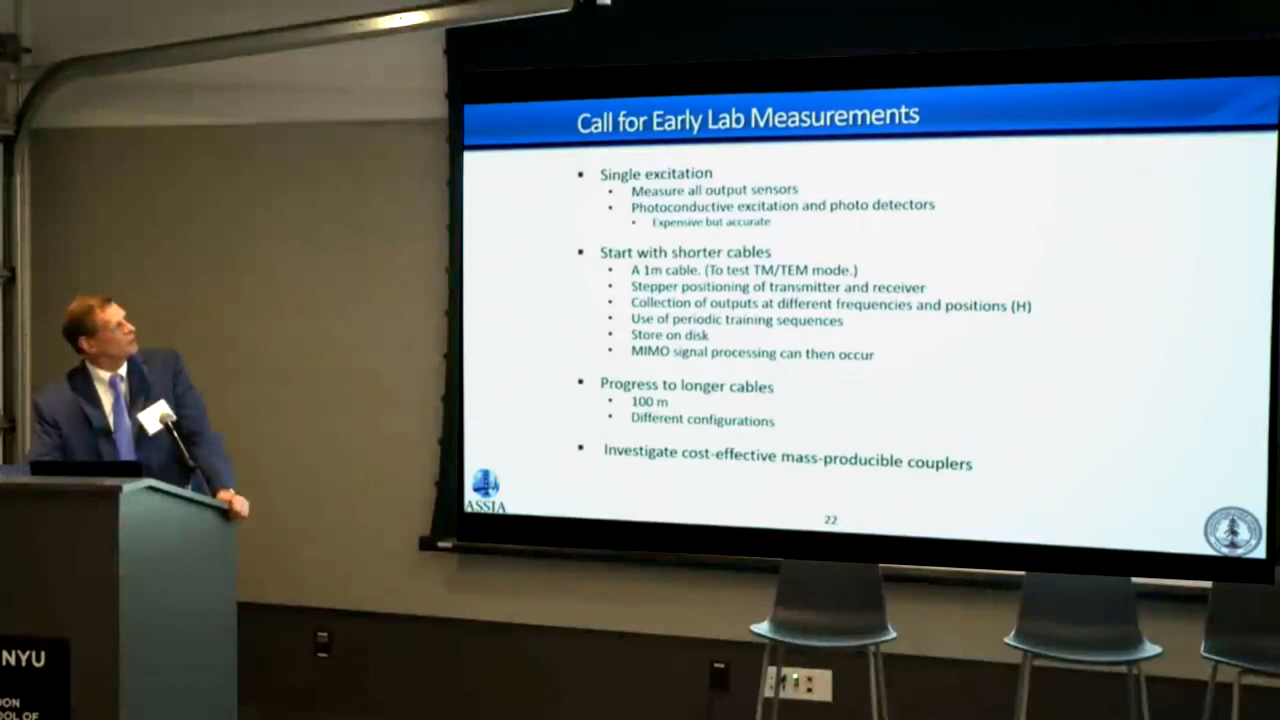 Call for Early Lab Measurements
▪ Single excitation
• Measure all output sensors
• Photoconductive excitation and photo detectors
• Expensive but accurate
▪ Start with shorter cables
• A 1m cable. (To test TM/TEM mode.)
• Stepper positioning of transmitter and receiver
• Collection of outputs at different frequencies and positions (H)
• Use of periodic training sequences
• Store on disk
• MIMO signal processing can then occur
▪ Progress to longer cables
• 100 m
• Different configurations
▪ Investigate cost-effective mass-producible couplers
ASSIA
22
NYU
DON
OL OF